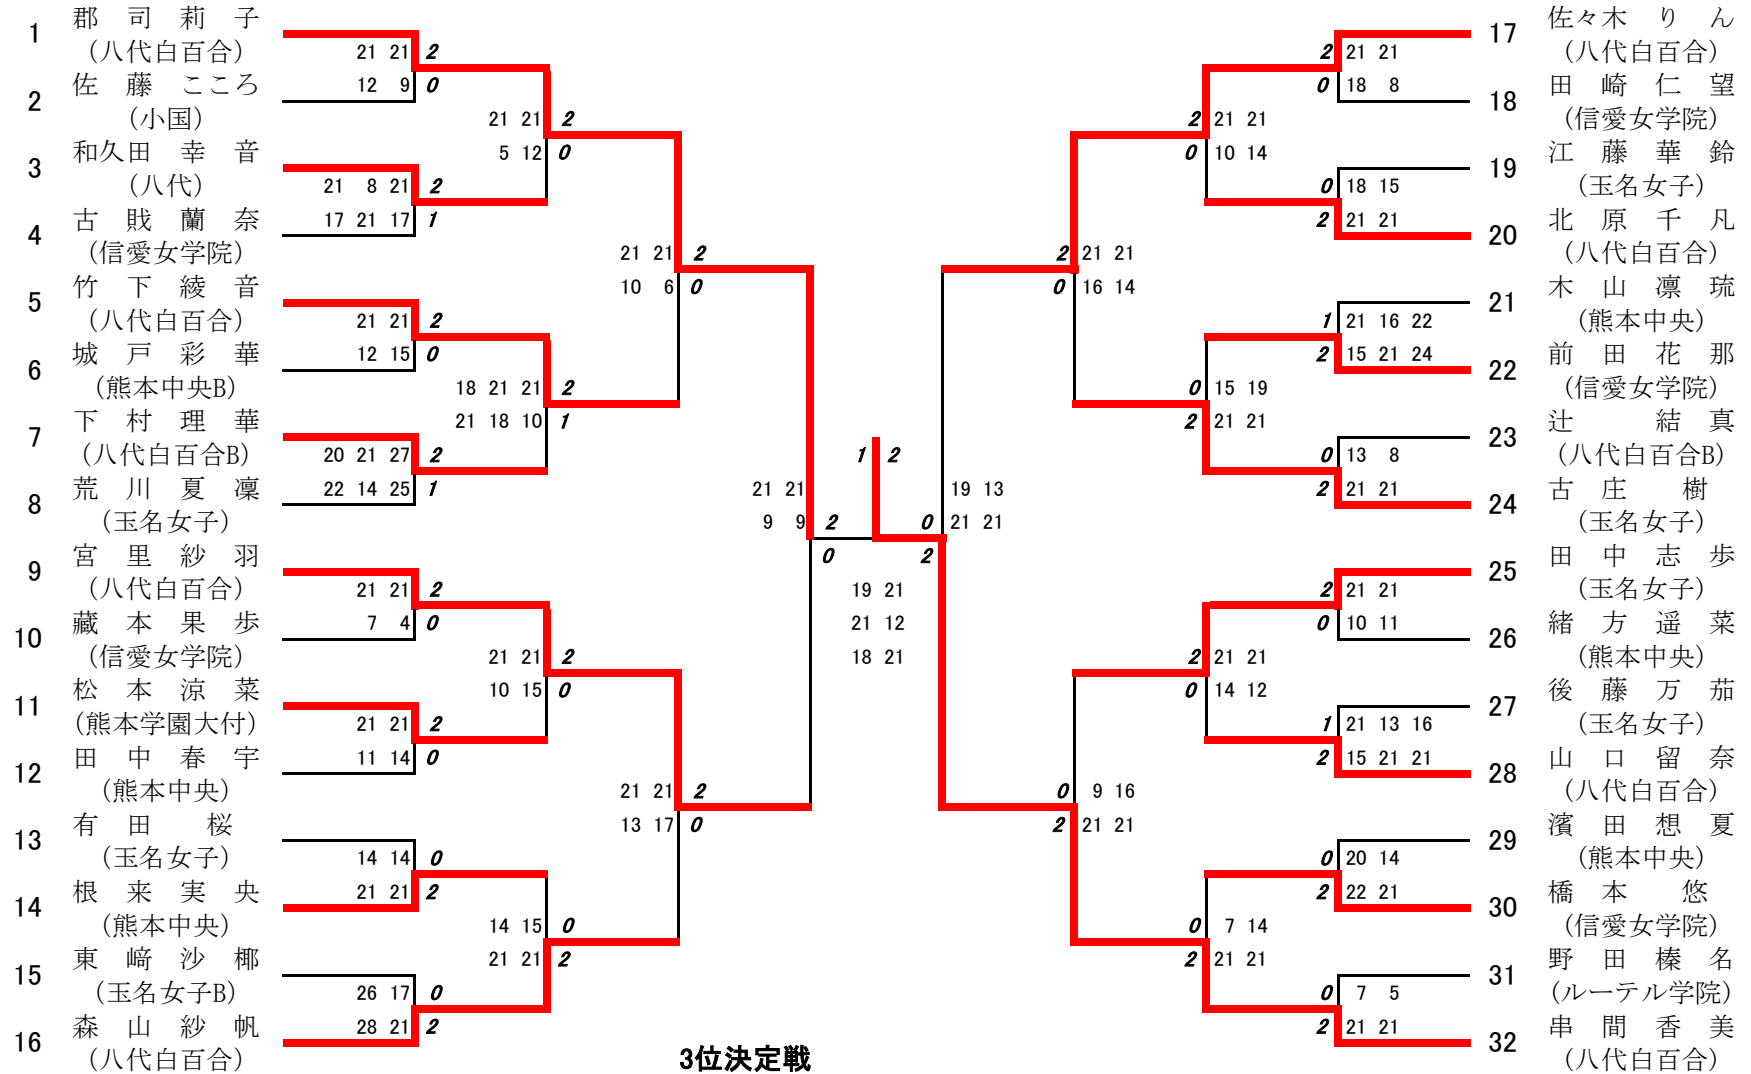 1 郡司莉子 (八代白百合)
21 21 2
2 佐藤こころ (小国)
12 9 0
21 21 2
5 12 0
3 和久田幸音 (八代)
21 8 21 2
4 古賎蘭奈 (信愛女学院)
17 21 17 1
21 21 2
10 6 0
5 竹下綾音 (八代白百合)
21 21 2
6 城戸彩華 (熊本中央B)
12 15 0
18 21 21 2
21 18 10 1
7 下村理華 (八代白百合B)
20 21 27 2
8 荒川夏凜 (玉名女子)
22 14 25 1
21 21 2
9 9 0
9 宮里紗羽 (八代白百合)
21 21 2
10 藏本果歩 (信愛女学院)
7 4 0
21 21 2
10 15 0
11 松本涼菜 (熊本学園大付)
21 21 2
12 田中春宇 (熊本中央)
11 14 0
21 21 2
13 17 0
13 有田桜 (玉名女子)
14 14 0
14 根来実央 (熊本中央)
21 21 2
14 15 0
21 21 2
15 東﨑沙椰 (玉名女子B)
26 17 0
16 森山紗帆 (八代白百合)
28 21 2
1 2
19 21
21 12
18 21
17 佐々木りん (八代白百合)
2 21 21
18 田崎仁望 (信愛女学院)
0 18 8
2 21 21
0 10 14
19 江藤華鈴 (玉名女子)
0 18 15
20 北原千凡 (八代白百合)
2 21 21
2 21 21
0 16 14
21 木山凛琉 (熊本中央)
1 21 16 22
22 前田花那 (信愛女学院)
2 15 21 24
0 15 19
2 21 21
23 辻結真 (八代白百合B)
0 13 8
24 古庄樹 (玉名女子)
2 21 21
0 19 13
2 21 21
25 田中志歩 (玉名女子)
2 21 21
26 緒方遥菜 (熊本中央)
0 10 11
2 21 21
0 14 12
27 後藤万茄 (玉名女子)
1 21 13 16
28 山口留奈 (八代白百合)
2 15 21 21
0 9 16
2 21 21
29 濱田想夏 (熊本中央)
0 20 14
30 橋本悠 (信愛女学院)
2 22 21
0 7 14
2 21 21
31 野田榛名 (ルーテル学院)
0 7 5
32 串間香美 (八代白百合)
2 21 21
3位決定戦